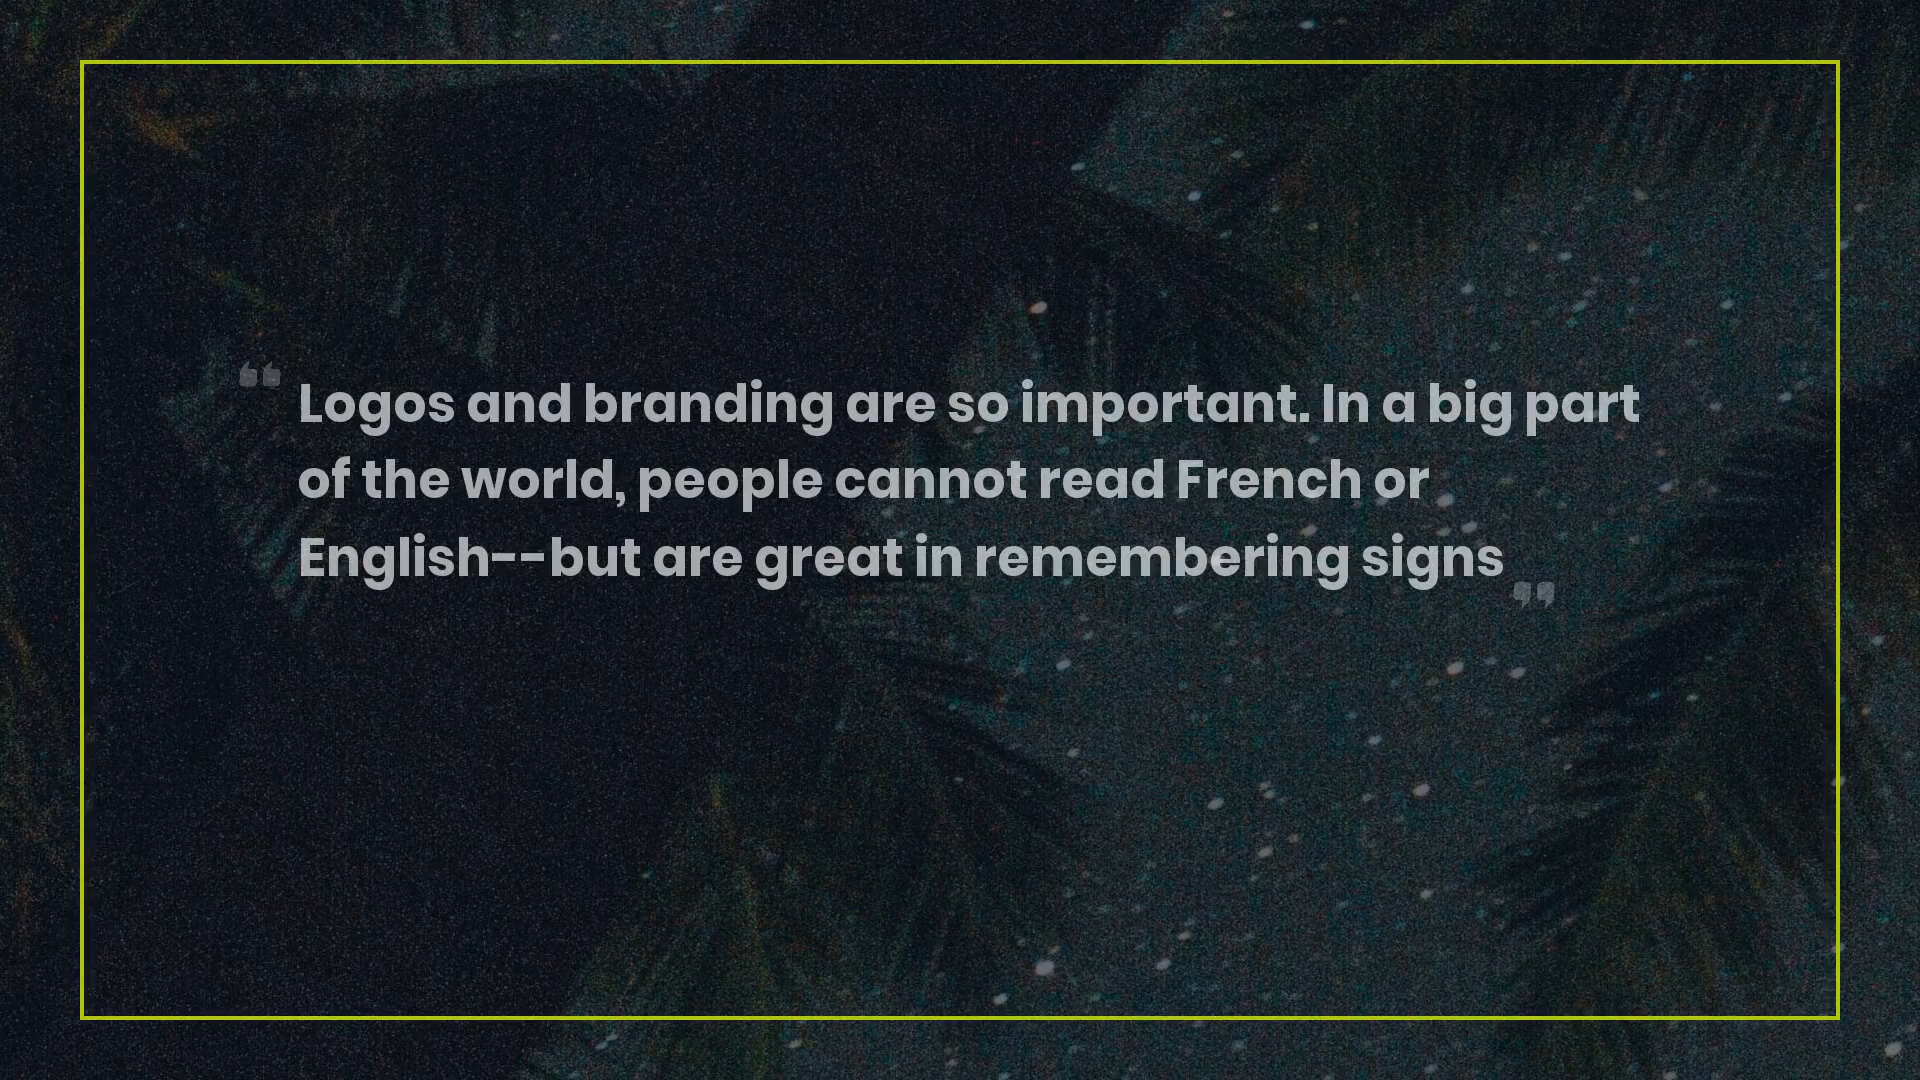 “Logos and branding are so important. In a big part
of the world, people cannot read French or
English--but are great in remembering signs”